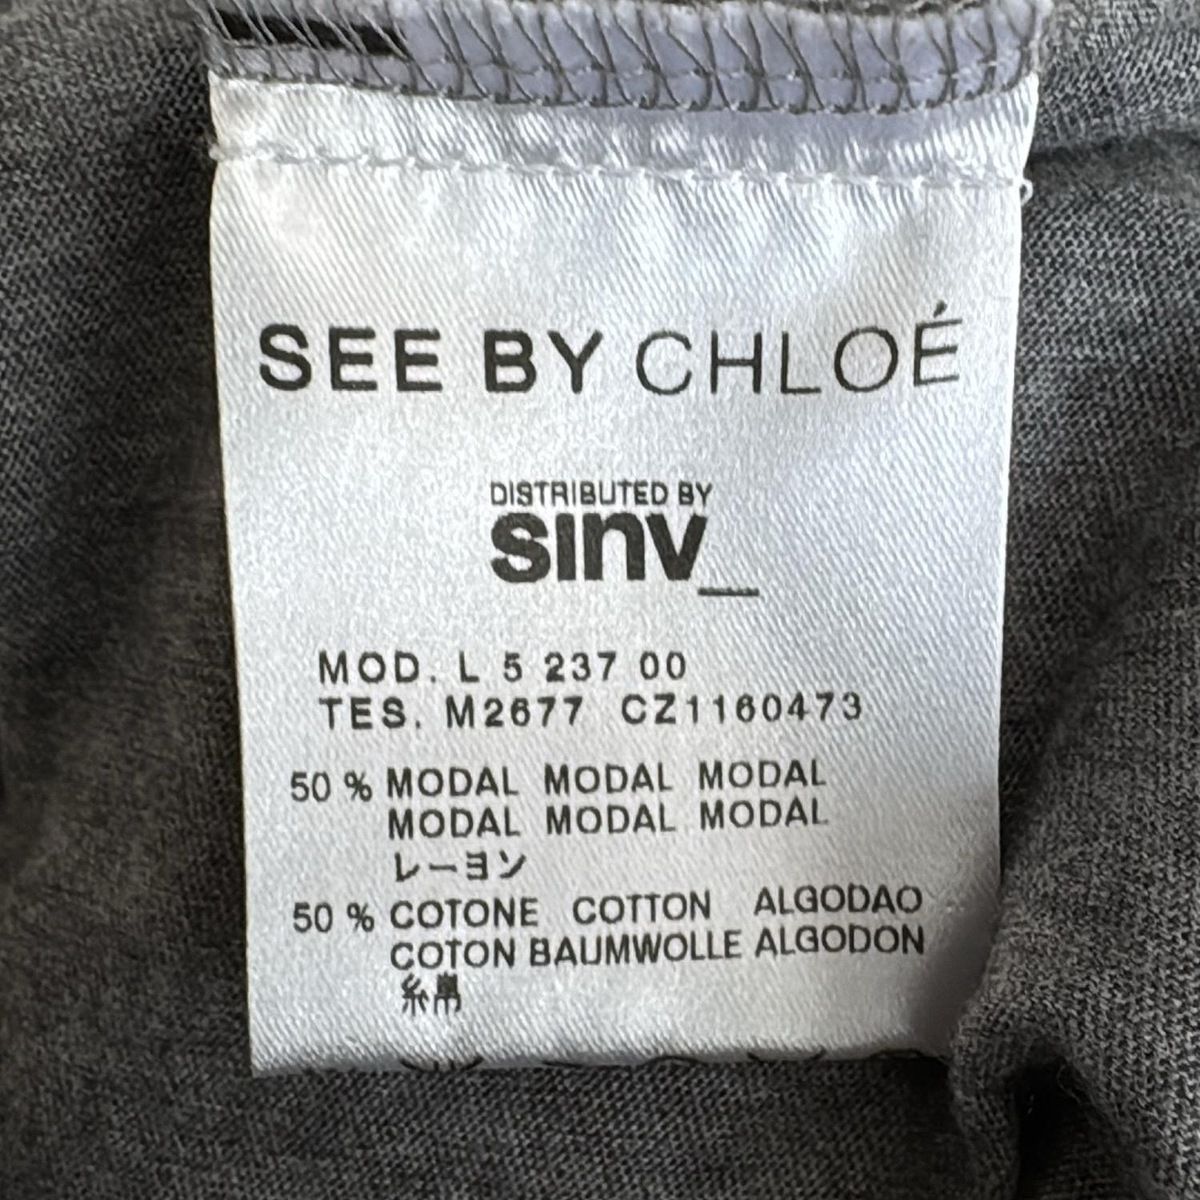 SEE BY CHLOÉ
DISTRIBUTED BY
sinv_
MOD. L 5 237 00
TES. M2677 CZ1160473
50 % MODAL MODAL MODAL
MODAL MODAL MODAL
レーヨン
50 % COTONE COTTON ALGODAO
COTON BAUMWOLLE ALGODON
綿